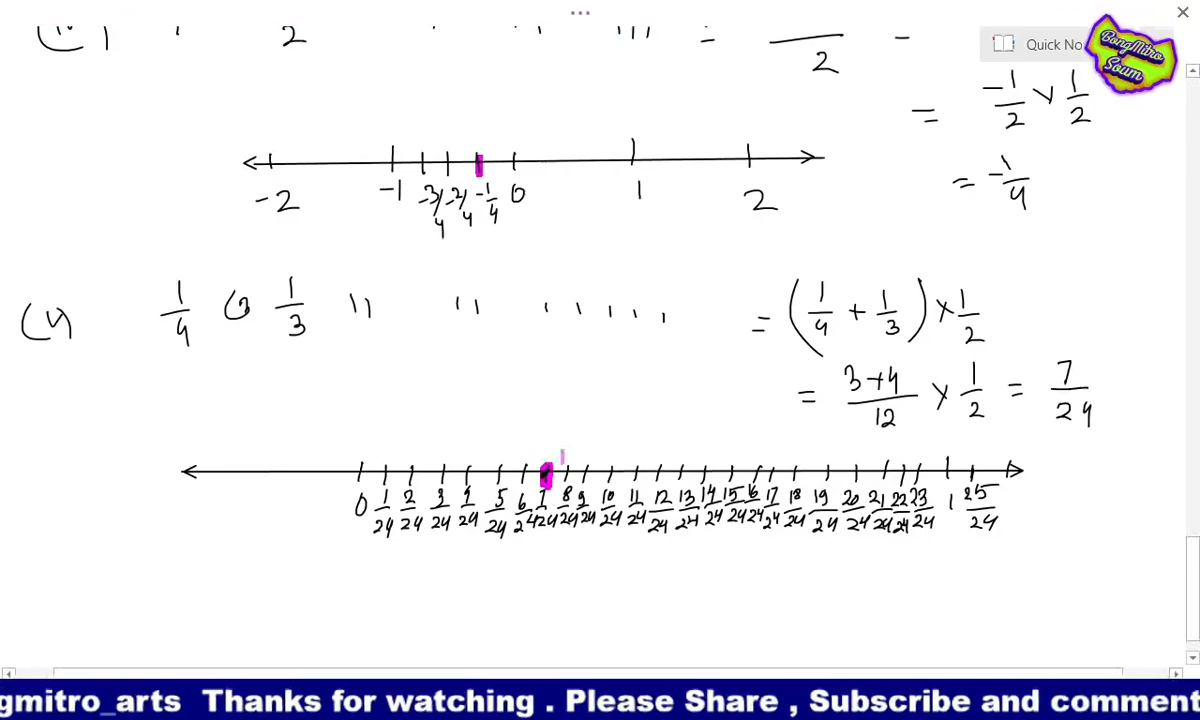 2 = — 2 –
Quick No
BongMitro
Soum
= -1/2 × 1/2
-2 -1 -3/4 -2/4 -1/4 0 1 2
= -1/4
1/4 ও 1/3 " " ' ' ' ' ' = (1/4 + 1/3) × 1/2
= 3+4/12 × 1/2 = 7/24
0 1/24 2/24 3/24 4/24 5/24 6/24 7/24 8/24 9/24 10/24 11/24 12/24 13/24 14/24 15/24 16/24 17/24 18/24 19/24 20/24 21/24 22/24 23/24 1 25/24
gmitro_arts Thanks for watching . Please Share , Subscribe and comment